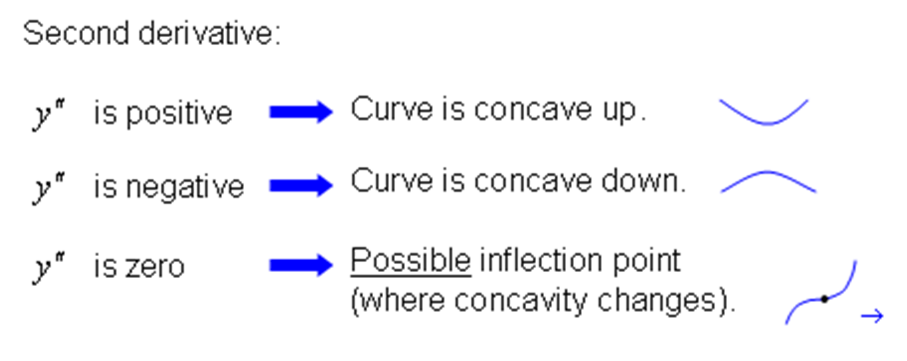 Second derivative:
y" is positive Curve is concave up.
y" is negative Curve is concave down.
y" is zero Possible inflection point
(where concavity changes).